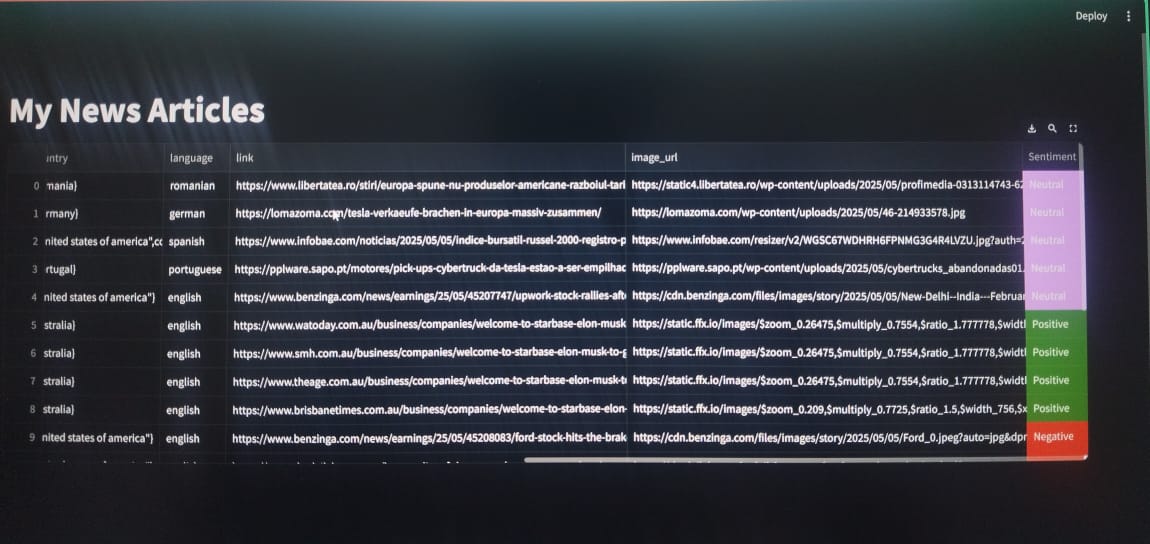 Deploy
My News Articles
intry language link image_url Sentiment
0 mania} romanian https://www.libertatea.ro/stiri/europa-spune-nu-produselor-americane-razboiul-tari https://static4.libertatea.ro/wp-content/uploads/2025/05/profimedia-0313114743-62 Neutral
1 rmany} german https://lomazoma.com/tesla-verkaeufe-brachen-in-europa-massiv-zusammen/ https://lomazoma.com/wp-content/uploads/2025/05/46-214933578.jpg Neutral
2 nited states of america",cc spanish https://www.infobae.com/noticias/2025/05/05/indice-bursatil-russel-2000-registro-p https://www.infobae.com/resizer/v2/WGSC67WDHRH6FPNMG3G4R4LVZU.jpg?auth=2 Neutral
3 rtugal} portuguese https://pplware.sapo.pt/motores/pick-ups-cybertruck-da-tesla-estao-a-ser-empilhac https://pplware.sapo.pt/wp-content/uploads/2025/05/cybertrucks_abandonadas01. Neutral
4 nited states of america"} english https://www.benzinga.com/news/earnings/25/05/45207747/upwork-stock-rallies-aft https://cdn.benzinga.com/files/images/story/2025/05/05/New-Delhi--India---Februar Neutral
5 stralia} english https://www.watoday.com.au/business/companies/welcome-to-starbase-elon-musk https://static.ffx.io/images/$zoom_0.26475,$multiply_0.7554,$ratio_1.777778,$widtl Positive
6 stralia} english https://www.smh.com.au/business/companies/welcome-to-starbase-elon-musk-to-g https://static.ffx.io/images/$zoom_0.26475,$multiply_0.7554,$ratio_1.777778,$widtl Positive
7 stralia} english https://www.theage.com.au/business/companies/welcome-to-starbase-elon-musk-t https://static.ffx.io/images/$zoom_0.26475,$multiply_0.7554,$ratio_1.777778,$widtl Positive
8 stralia} english https://www.brisbanetimes.com.au/business/companies/welcome-to-starbase-elon- https://static.ffx.io/images/$zoom_0.209,$multiply_0.7725,$ratio_1.5,$width_756,$x Positive
9 nited states of america"} english https://www.benzinga.com/news/earnings/25/05/45208083/ford-stock-hits-the-brak https://cdn.benzinga.com/files/images/story/2025/05/05/Ford_0.jpeg?auto=jpg&dpr Negative